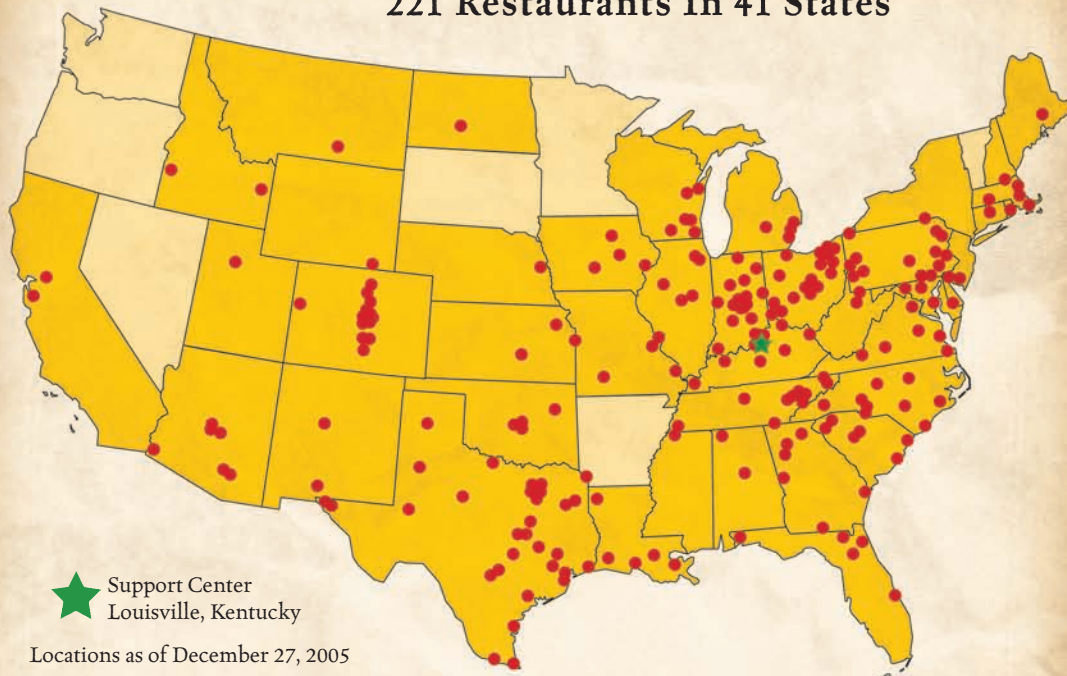 221 Restaurants In 41 States
Support Center
Louisville, Kentucky
Locations as of December 27, 2005